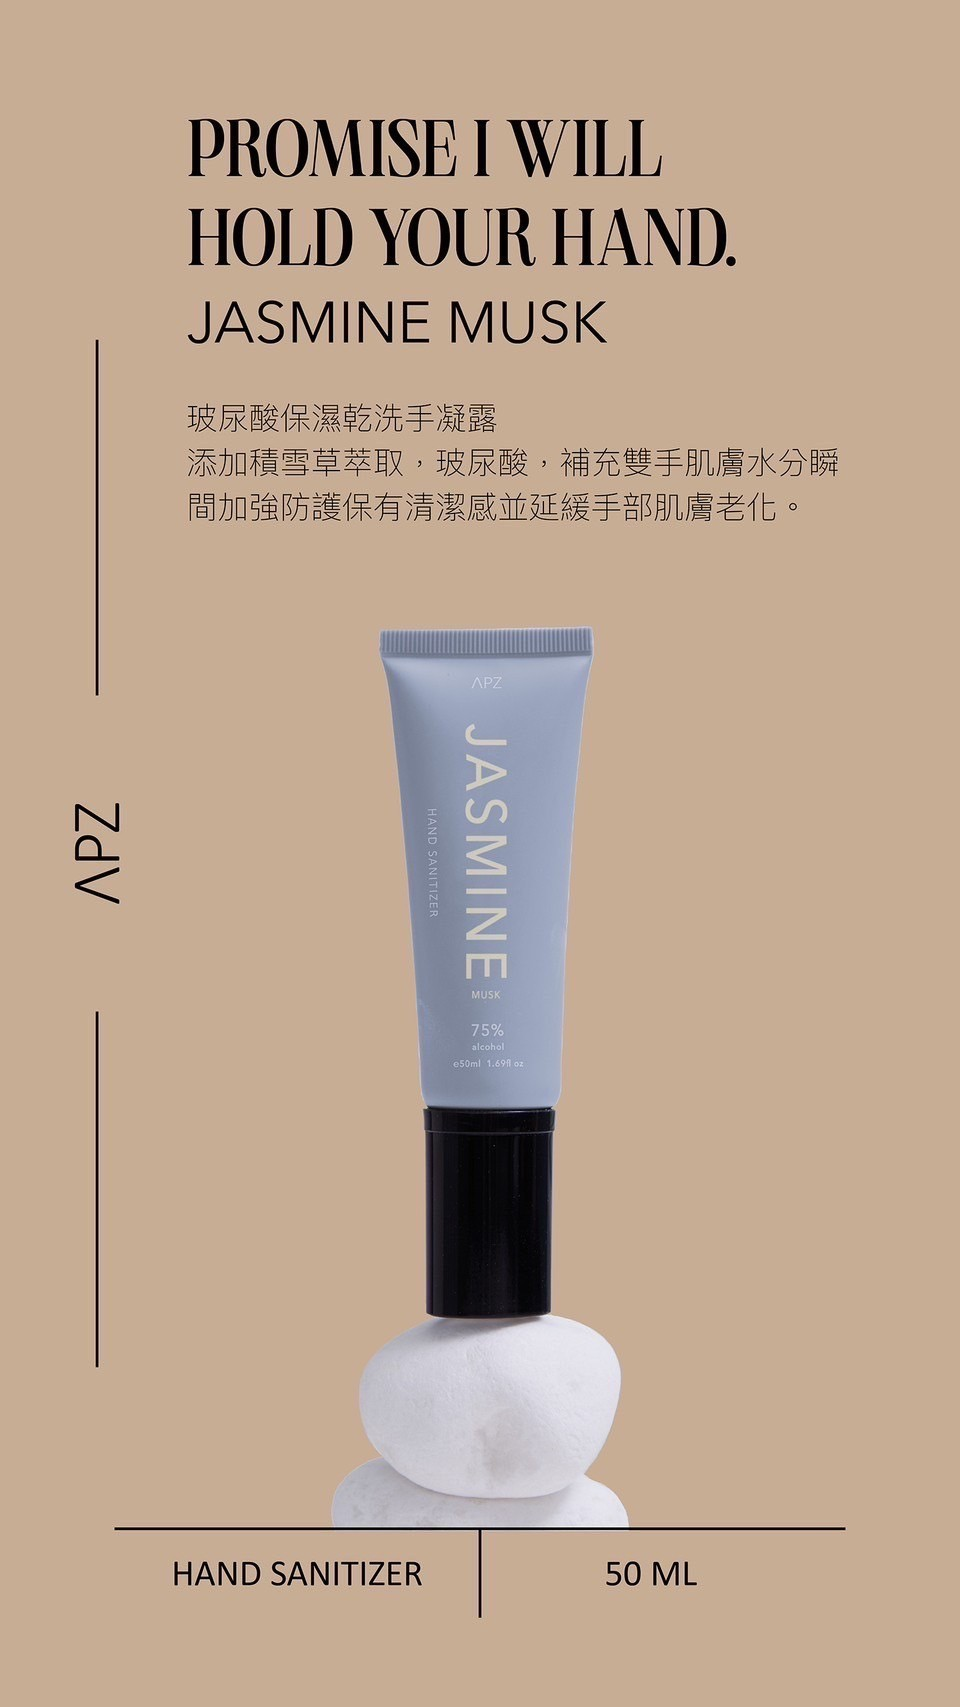 PROMISE I WILL
HOLD YOUR HAND.
JASMINE MUSK
玻尿酸保濕乾洗手凝露
添加積雪草萃取，玻尿酸，補充雙手肌膚水分瞬
間加強防護保有清潔感並延緩手部肌膚老化。
APZ
APZ
JASMINE
HAND SANITIZER
MUSK
75%
alcohol
e50ml 1.69fl oz
HAND SANITIZER
50 ML